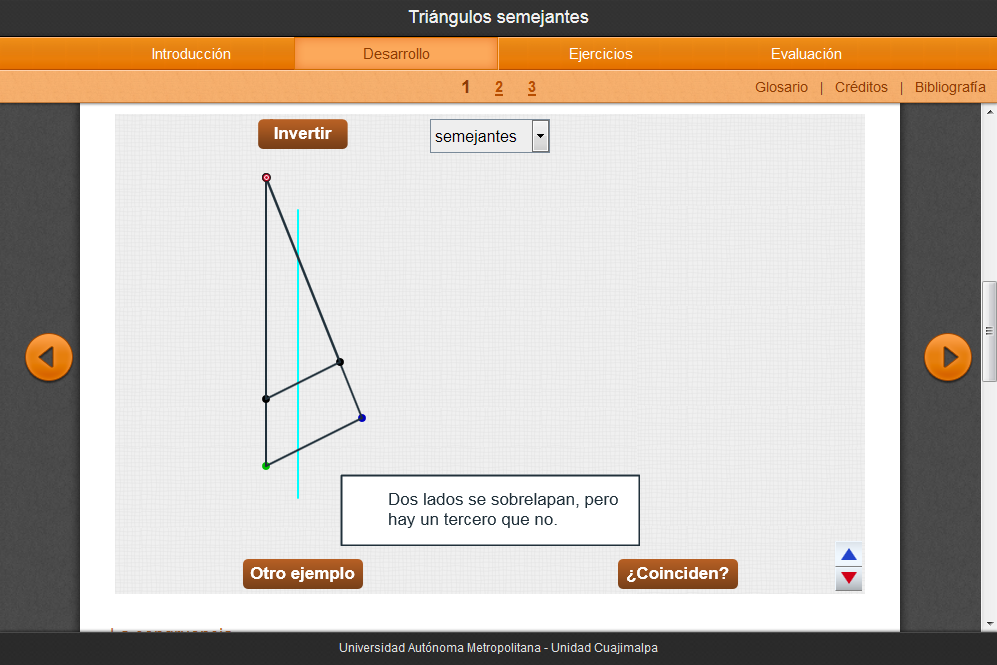 Triángulos semejantes
Introducción
Desarrollo
Ejercicios
Evaluación
1 2 3
Glosario | Créditos | Bibliografía
Invertir
semejantes
Dos lados se sobrelapan, pero
hay un tercero que no.
Otro ejemplo
¿Coinciden?
Universidad Autónoma Metropolitana - Unidad Cuajimalpa